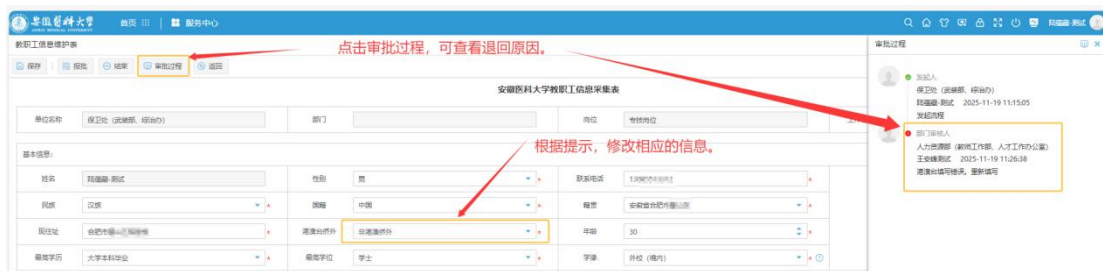 安徽医科大学 首页 服务中心
ANHUI MEDICAL UNIVERSITY
教职工信息维护表
保存 报批 结束 审批过程 返回
点击审批过程，可查看退回原因。
安徽医科大学教职工信息采集表
单位名称 保卫处（武装部、综治办） 部门 岗位 专技岗位
根据提示，修改相应的信息。
基本信息：
姓名 性别 男 * 联系电话 *
民族 汉族 * 国籍 中国 * 籍贯 安徽省合肥市 *
现住址 合肥市 * 港澳台侨外 非港澳侨外 * 年龄 30 *
最高学历 大学本科毕业 * 最高学位 学士 * 学缘 外校（境内） *
审批过程
发起人
保卫处（武装部、综治办）
-测试 2025-11-19 11:15:05
发起流程
部门审核人
人力资源部（教师工作部、人才工作办公室）
测试 2025-11-19 11:26:38
港澳台填写错误，重新填写